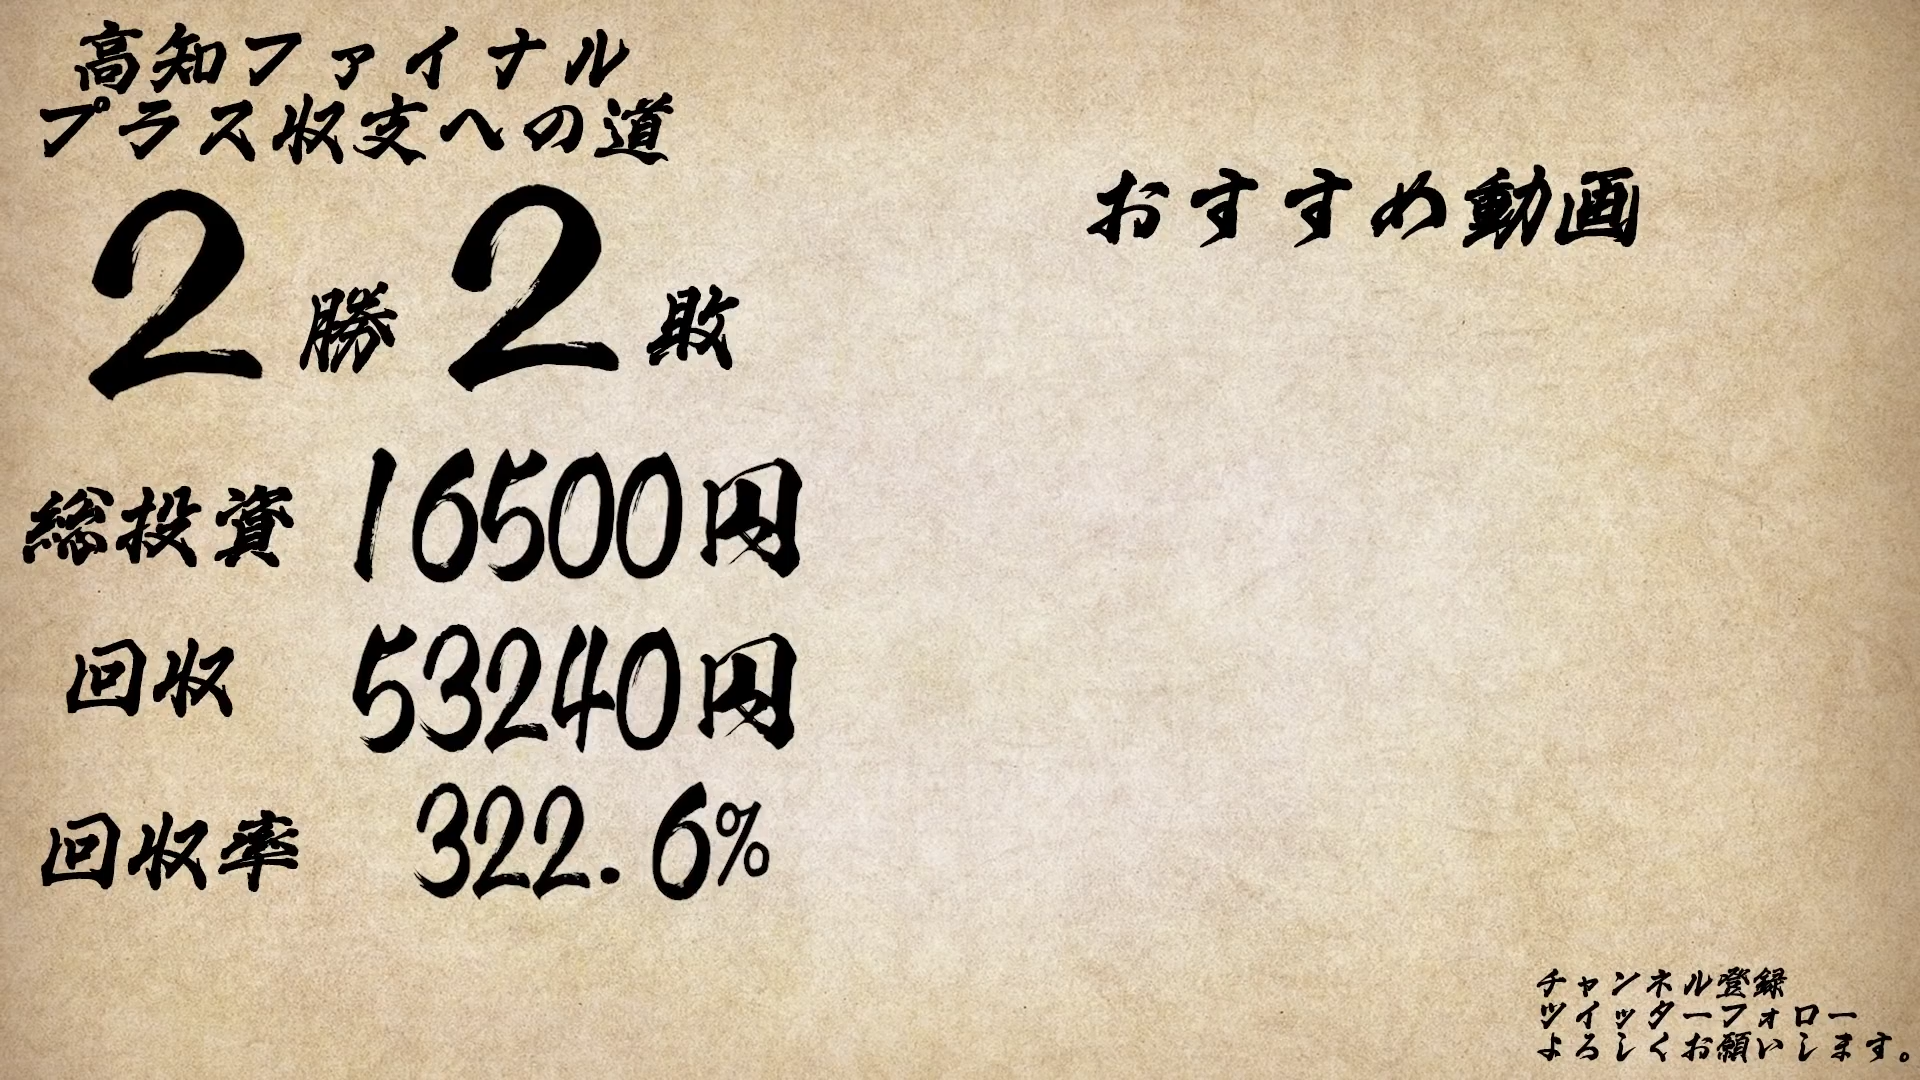 高知ファイナル
プラス収支への道
2勝2敗
総投資 16500円
回収 53240円
回収率 322.6%
おすすめ動画
チャンネル登録
ツイッターフォロー
よろしくお願いします。